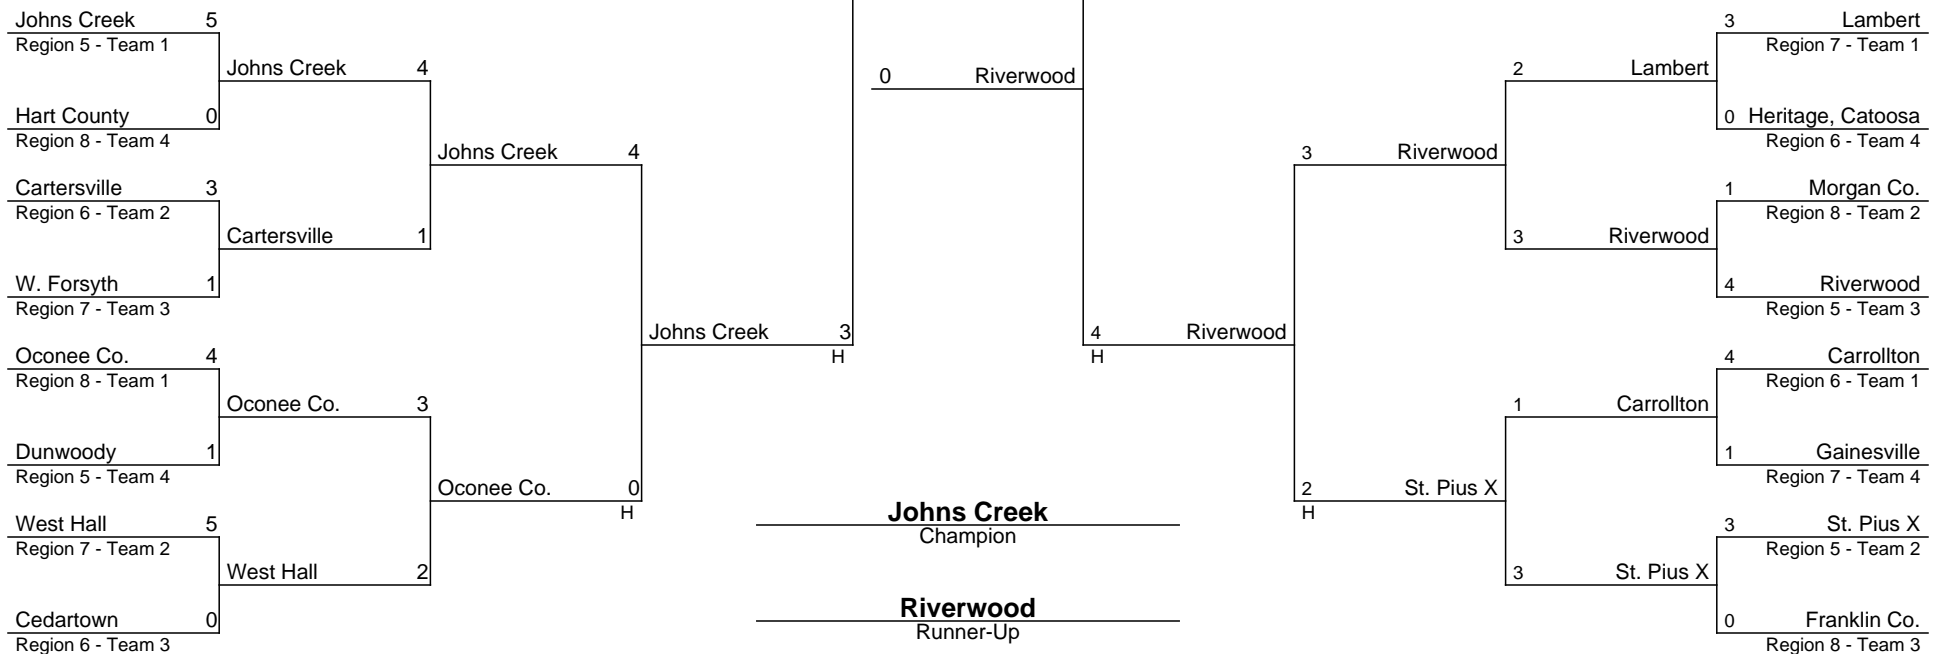 Johns Creek 5
Region 5 - Team 1
Johns Creek 4
Hart County 0
Region 8 - Team 4
Johns Creek 4
Cartersville 3
Region 6 - Team 2
Cartersville 1
W. Forsyth 1
Region 7 - Team 3
Johns Creek 3
H
Oconee Co. 4
Region 8 - Team 1
Oconee Co. 3
Dunwoody 1
Region 5 - Team 4
Oconee Co. 0
H
West Hall 5
Region 7 - Team 2
West Hall 2
Cedartown 0
Region 6 - Team 3
0 Riverwood
Johns Creek
Champion
Riverwood
Runner-Up
3 Lambert
Region 7 - Team 1
2 Lambert
0 Heritage, Catoosa
Region 6 - Team 4
3 Riverwood
1 Morgan Co.
Region 8 - Team 2
3 Riverwood
4 Riverwood
Region 5 - Team 3
4 Riverwood
H
4 Carrollton
Region 6 - Team 1
1 Carrollton
1 Gainesville
Region 7 - Team 4
2 St. Pius X
H
3 St. Pius X
Region 5 - Team 2
3 St. Pius X
0 Franklin Co.
Region 8 - Team 3